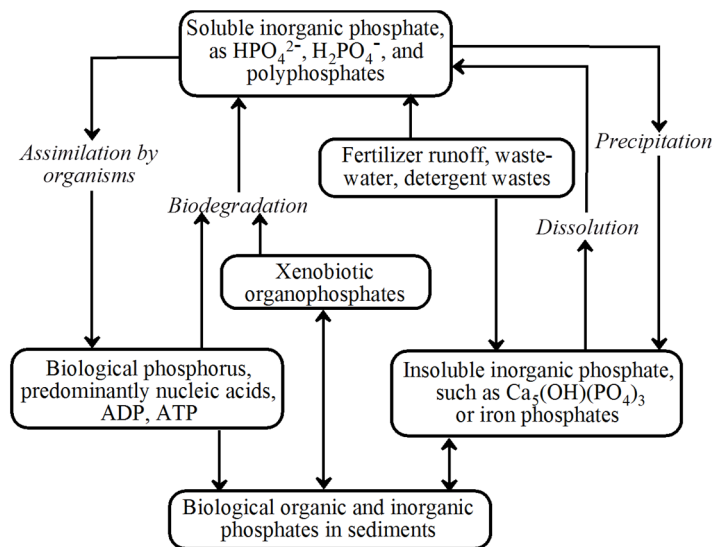 Soluble inorganic phosphate,
as HPO₄²⁻, H₂PO₄⁻, and
polyphosphates
Assimilation by
organisms
Precipitation
Fertilizer runoff, waste-
water, detergent wastes
Biodegradation
Dissolution
Xenobiotic
organophosphates
Biological phosphorus,
predominantly nucleic acids,
ADP, ATP
Insoluble inorganic phosphate,
such as Ca₅(OH)(PO₄)₃
or iron phosphates
Biological organic and inorganic
phosphates in sediments